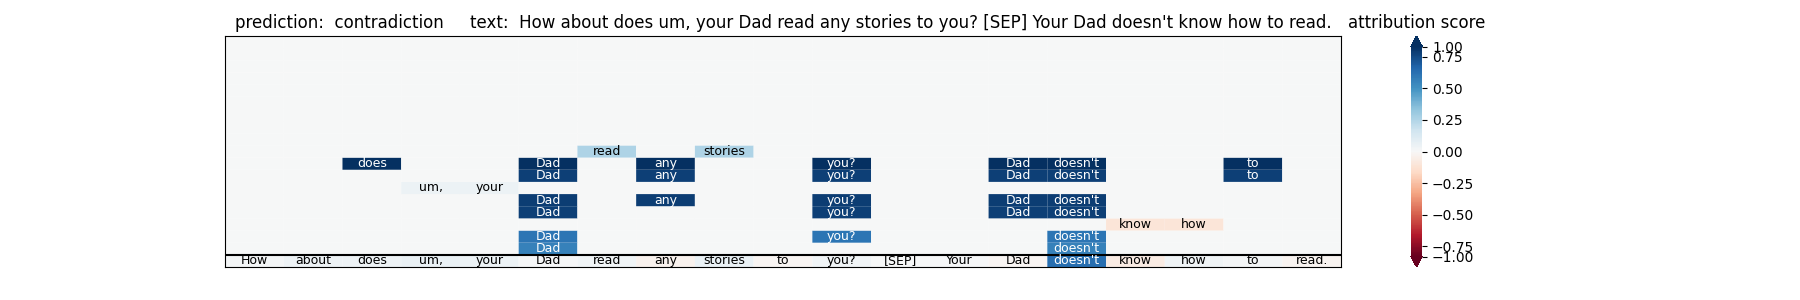 prediction:  contradiction     text:  How about does um, your Dad read any stories to you? [SEP] Your Dad doesn't know how to read.   attribution score
1.00
0.75
0.50
0.25
0.00
−0.25
−0.50
−0.75
−1.00
read stories
does Dad any you? Dad doesn't to
Dad any you? Dad doesn't to
um, your
Dad any you? Dad doesn't
Dad you? Dad doesn't
know how
Dad you? doesn't
Dad doesn't
How about does um, your Dad read any stories to you? [SEP] Your Dad doesn't know how to read.